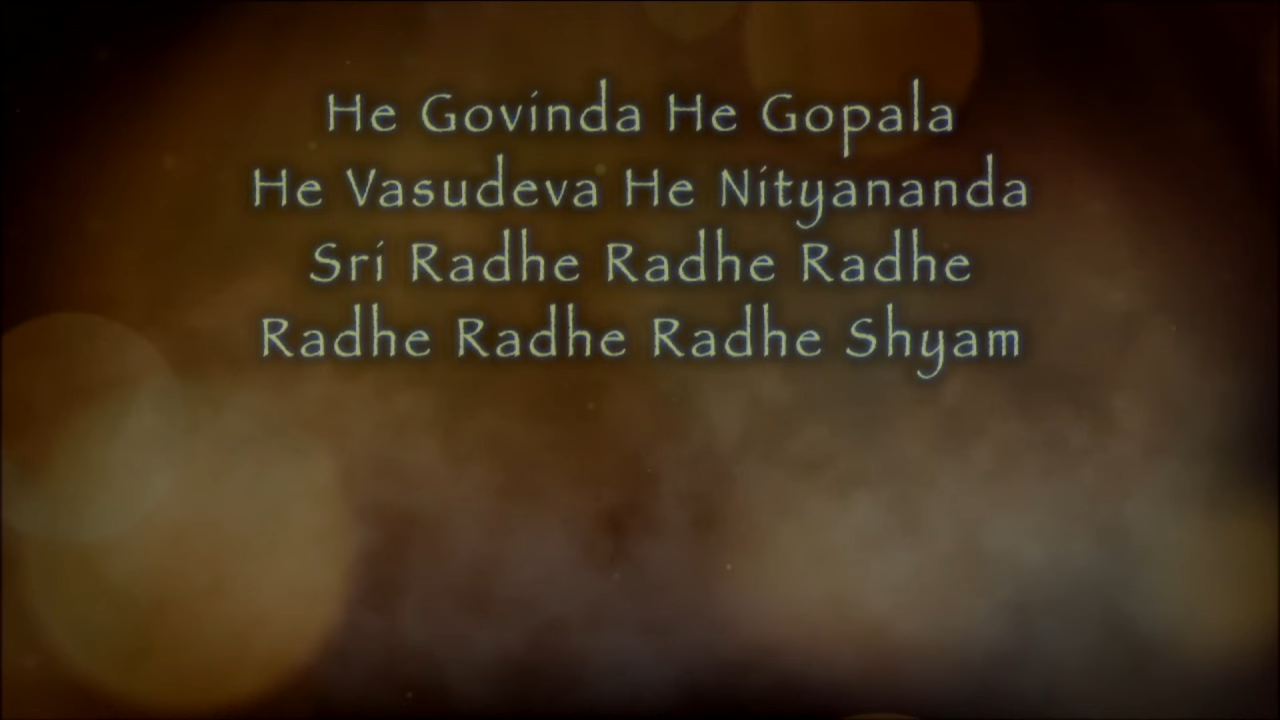 He Govinda He Gopala
He Vasudeva He Nityananda
Sri Radhe Radhe Radhe
Radhe Radhe Radhe Shyam